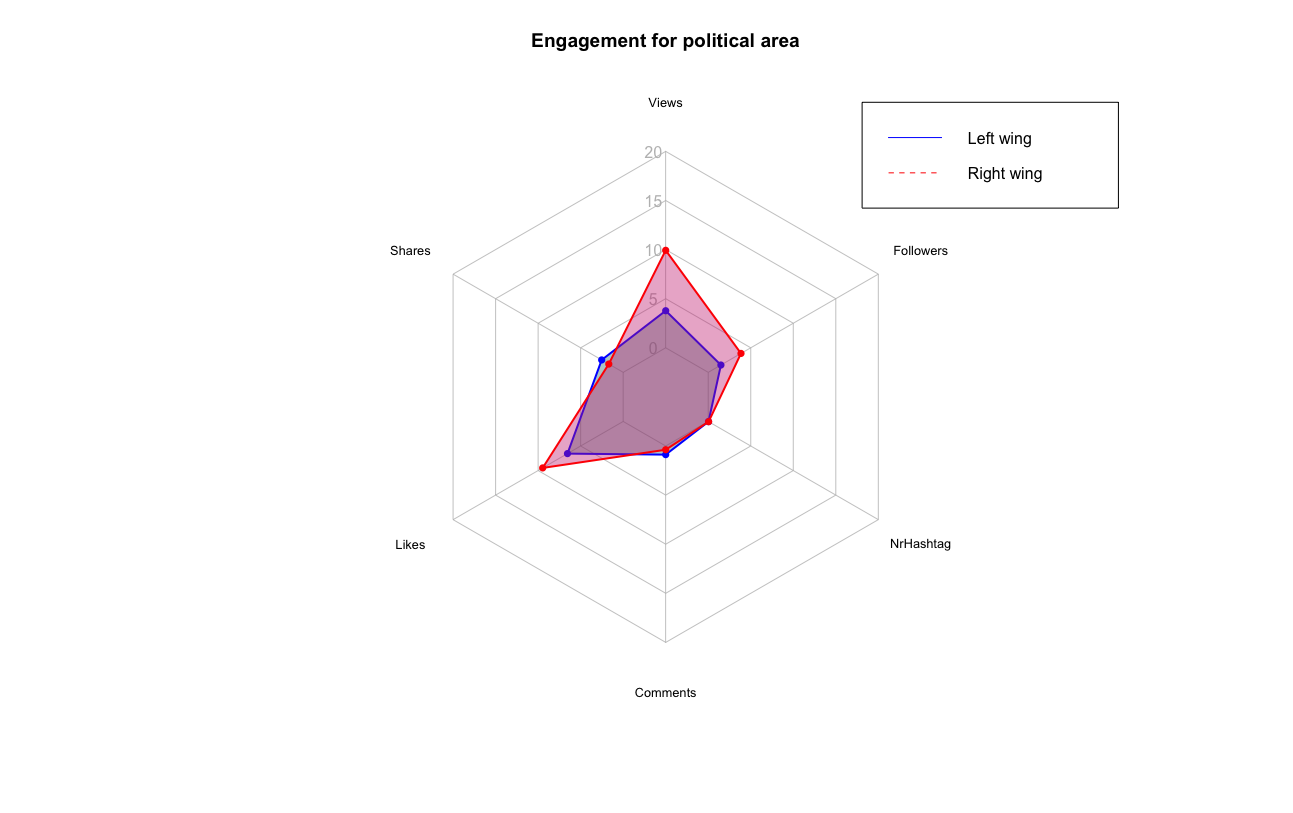 Engagement for political area
Views
Left wing
Right wing
20
15
10
5
0
Shares
Followers
Likes
NrHashtag
Comments